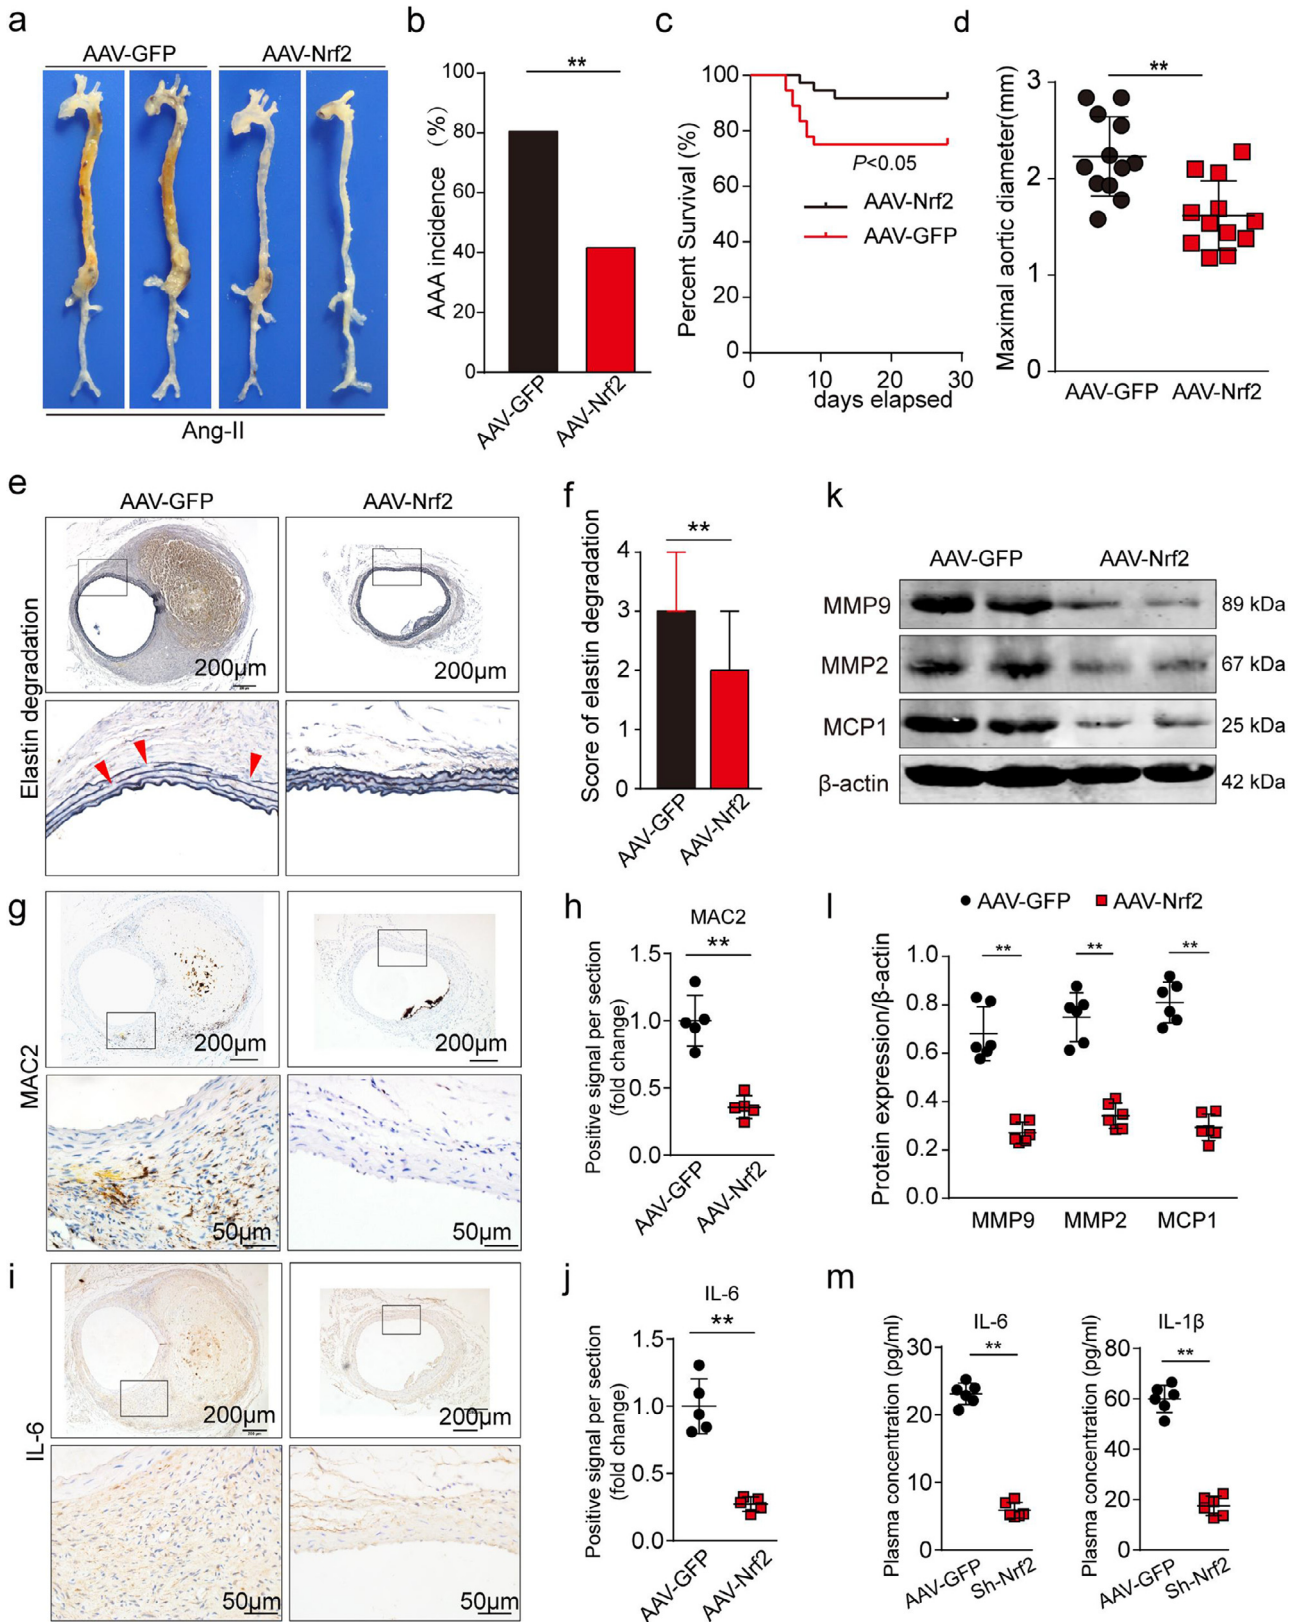 a
AAV-GFP
AAV-Nrf2
Ang-II
b
**
AAA incidence (%)
100
80
60
40
20
0
AAV-GFP
AAV-Nrf2
c
Percent Survival (%)
100
80
60
40
20
0
P<0.05
AAV-Nrf2
AAV-GFP
0
10
20
30
days elapsed
d
**
Maximal aortic diameter(mm)
3
2
1
0
AAV-GFP
AAV-Nrf2
e
AAV-GFP
AAV-Nrf2
Elastin degradation
200µm
200µm
f
**
Score of elastin degradation
4
3
2
1
0
AAV-GFP
AAV-Nrf2
k
AAV-GFP
AAV-Nrf2
MMP9
89 kDa
MMP2
67 kDa
MCP1
25 kDa
β-actin
42 kDa
g
MAC2
200µm
200µm
50µm
50µm
h
MAC2
**
Positive signal per section
(fold change)
1.5
1.0
0.5
0.0
AAV-GFP
AAV-Nrf2
l
AAV-GFP
AAV-Nrf2
**
**
**
Protein expression/β-actin
1.0
0.8
0.6
0.4
0.2
0.0
MMP9
MMP2
MCP1
i
IL-6
200µm
200µm
50µm
50µm
j
IL-6
**
Positive signal per section
(fold change)
1.5
1.0
0.5
0.0
AAV-GFP
AAV-Nrf2
m
IL-6
**
Plasma concentration (pg/ml)
30
20
10
0
AAV-GFP
Sh-Nrf2
IL-1β
**
Plasma concentration (pg/ml)
80
60
40
20
0
AAV-GFP
Sh-Nrf2